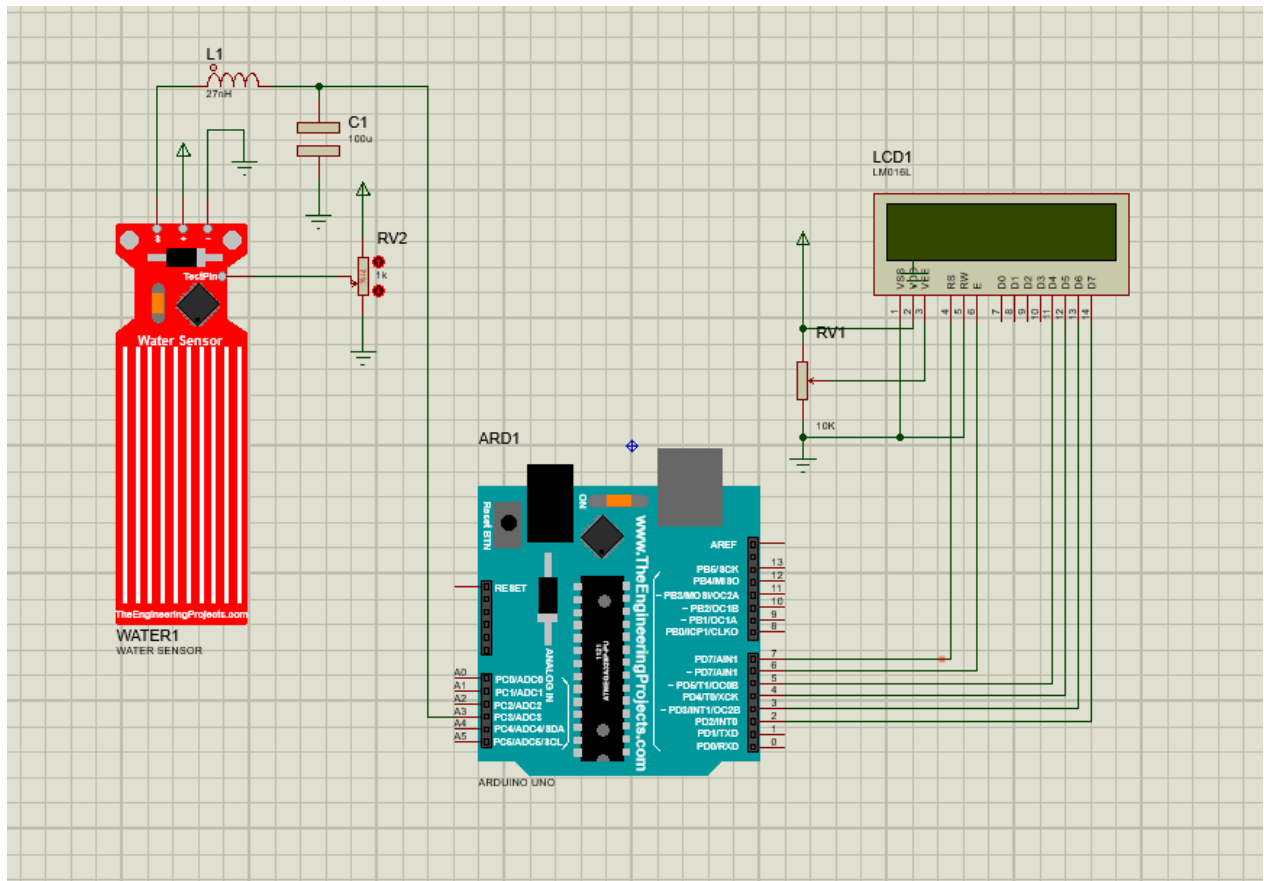 L1
27nH
C1
100u
RV2
1k
S + -
TestPin
Water Sensor
TheEngineeringProjects.com
WATER1
WATER SENSOR
LCD1
LM016L
VSS
VDD
VEE
RS
RW
E
D0
D1
D2
D3
D4
D5
D6
D7
1
2
3
4
5
6
7
8
9
10
11
12
13
14
RV1
10K
ARD1
Reset BTN
ON
www.TheEngineeringProjects.com
RESET
ANALOG IN
1121
ATMEGA328P-PU
A0 PC0/ADC0
A1 PC1/ADC1
A2 PC2/ADC2
A3 PC3/ADC3
A4 PC4/ADC4/SDA
A5 PC5/ADC5/SCL
AREF
PB5/SCK 13
PB4/MISO 12
~ PB3/MOSI/OC2A 11
~ PB2/OC1B 10
~ PB1/OC1A 9
PB0/ICP1/CLKO 8
PD7/AIN1 7
~ PD7/AIN1 6
~ PD5/T1/OC0B 5
PD4/T0/XCK 4
~ PD3/INT1/OC2B 3
PD2/INT0 2
PD1/TXD 1
PD0/RXD 0
ARDUINO UNO